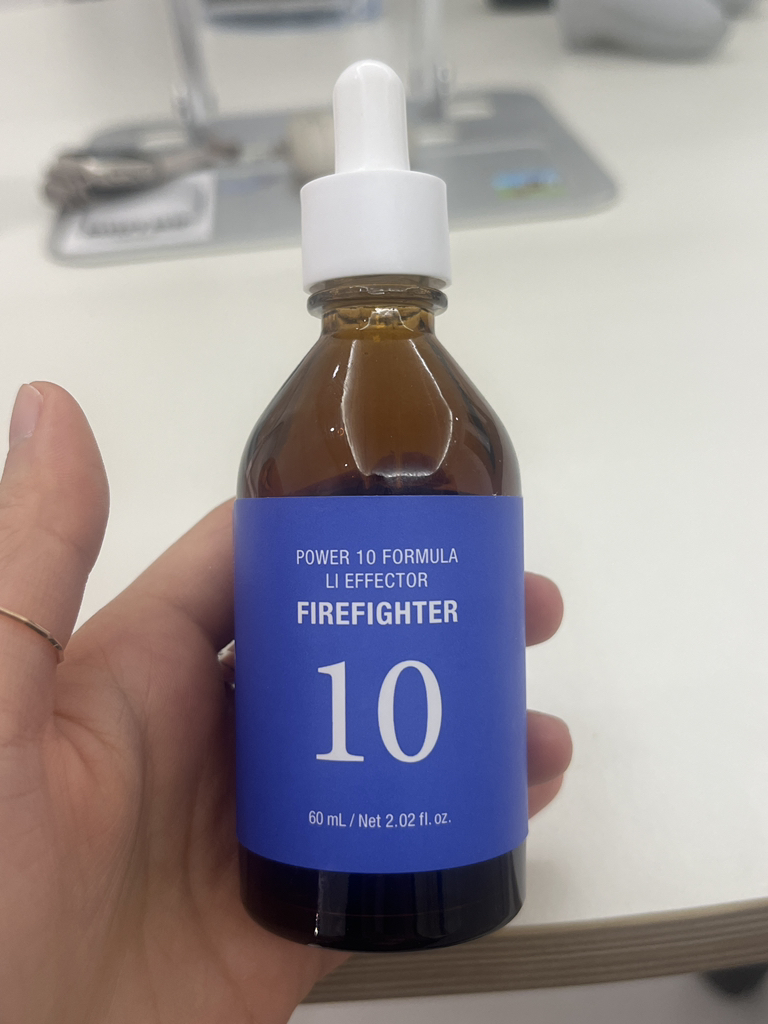 POWER 10 FORMULA
LI EFFECTOR
FIREFIGHTER
10
60 mL / Net 2.02 fl. oz.